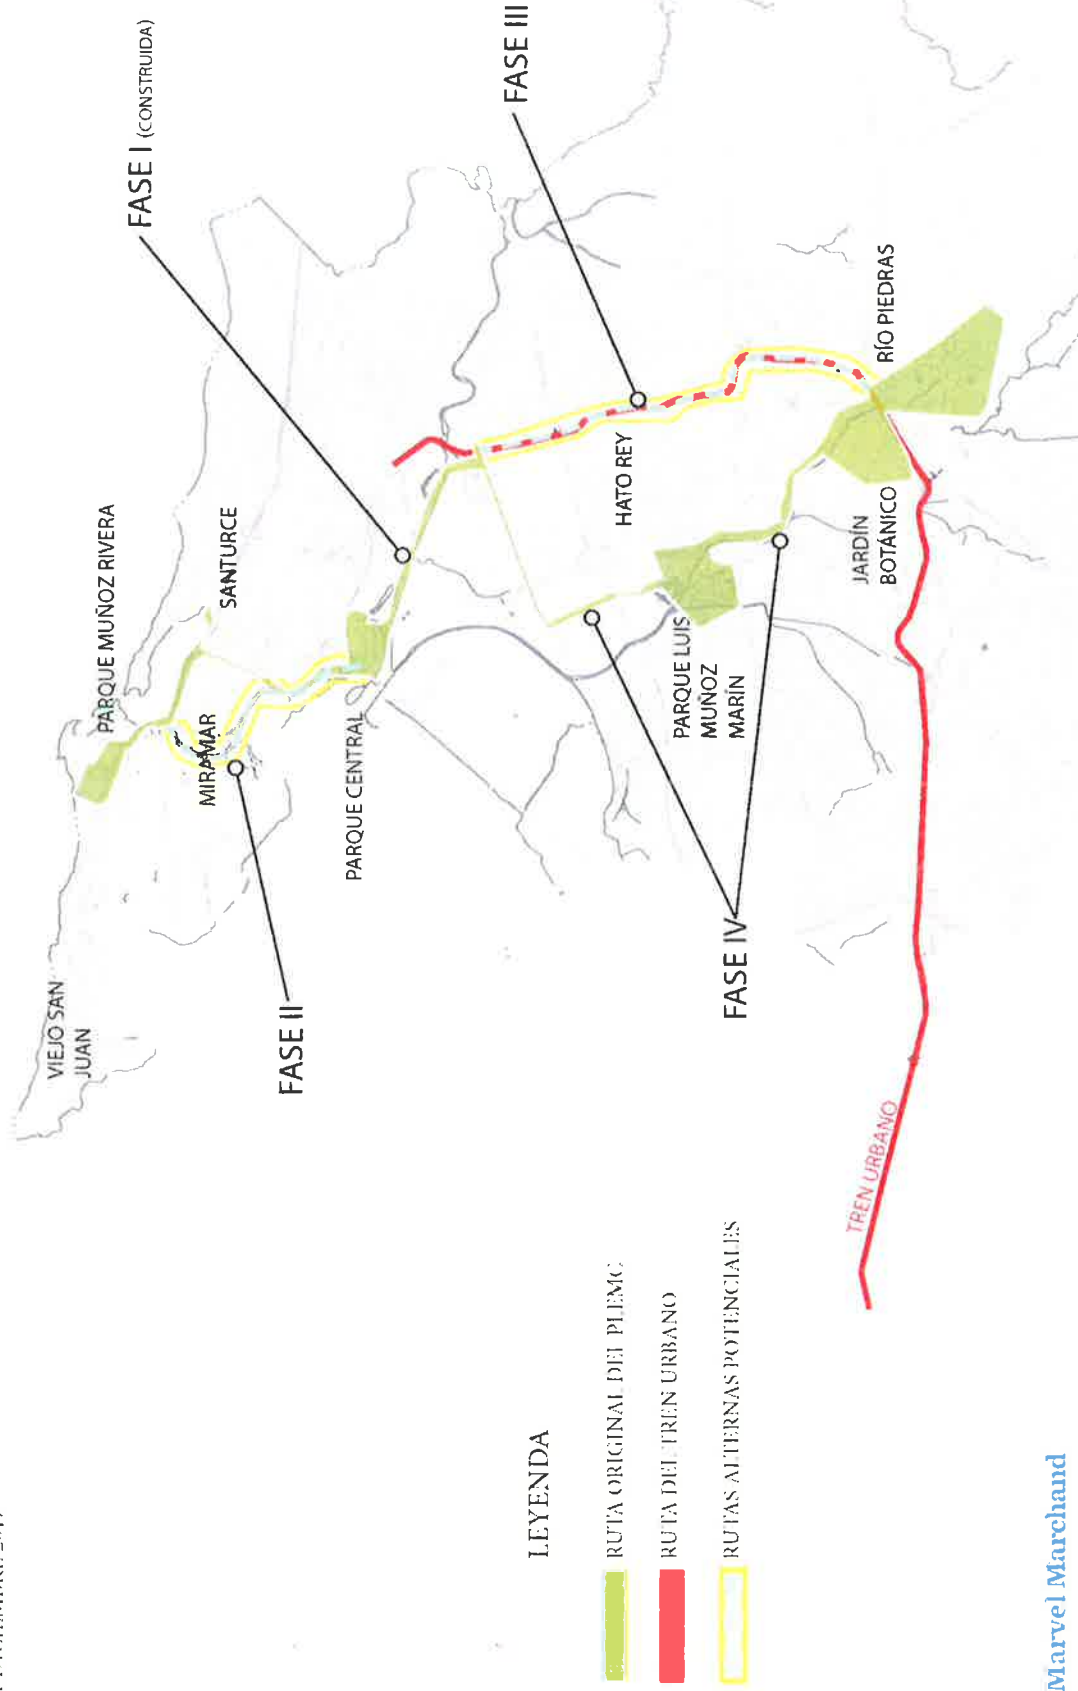 VIEJO SAN
JUAN
PARQUE MUÑOZ RIVERA
FASE I (CONSTRUIDA)
MIRAMAR
SANTURCE
FASE II
PARQUE CENTRAL
FASE III
HATO REY
PARQUE LUIS
MUÑOZ
MARÍN
FASE IV
JARDÍN
BOTÁNICO
RÍO PIEDRAS
TREN URBANO
LEYENDA
RUTA ORIGINAL DEL PLEMC
RUTA DEL TREN URBANO
RUTAS ALTERNAS POTENCIALES
Marvel Marchand